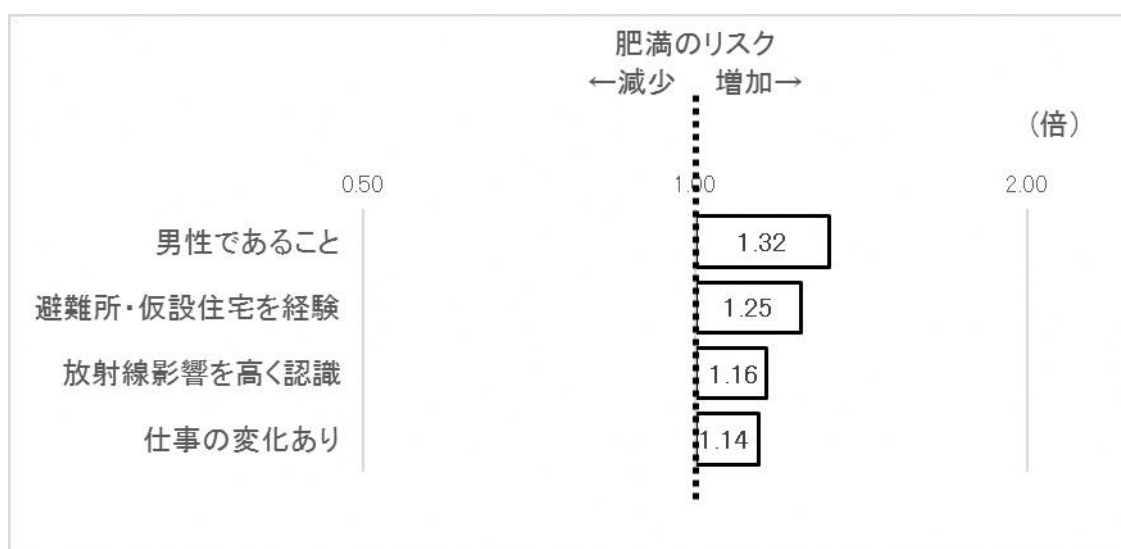 肥満のリスク
←減少 増加→
(倍)
0.50 1.00 2.00
男性であること 1.32
避難所・仮設住宅を経験 1.25
放射線影響を高く認識 1.16
仕事の変化あり 1.14